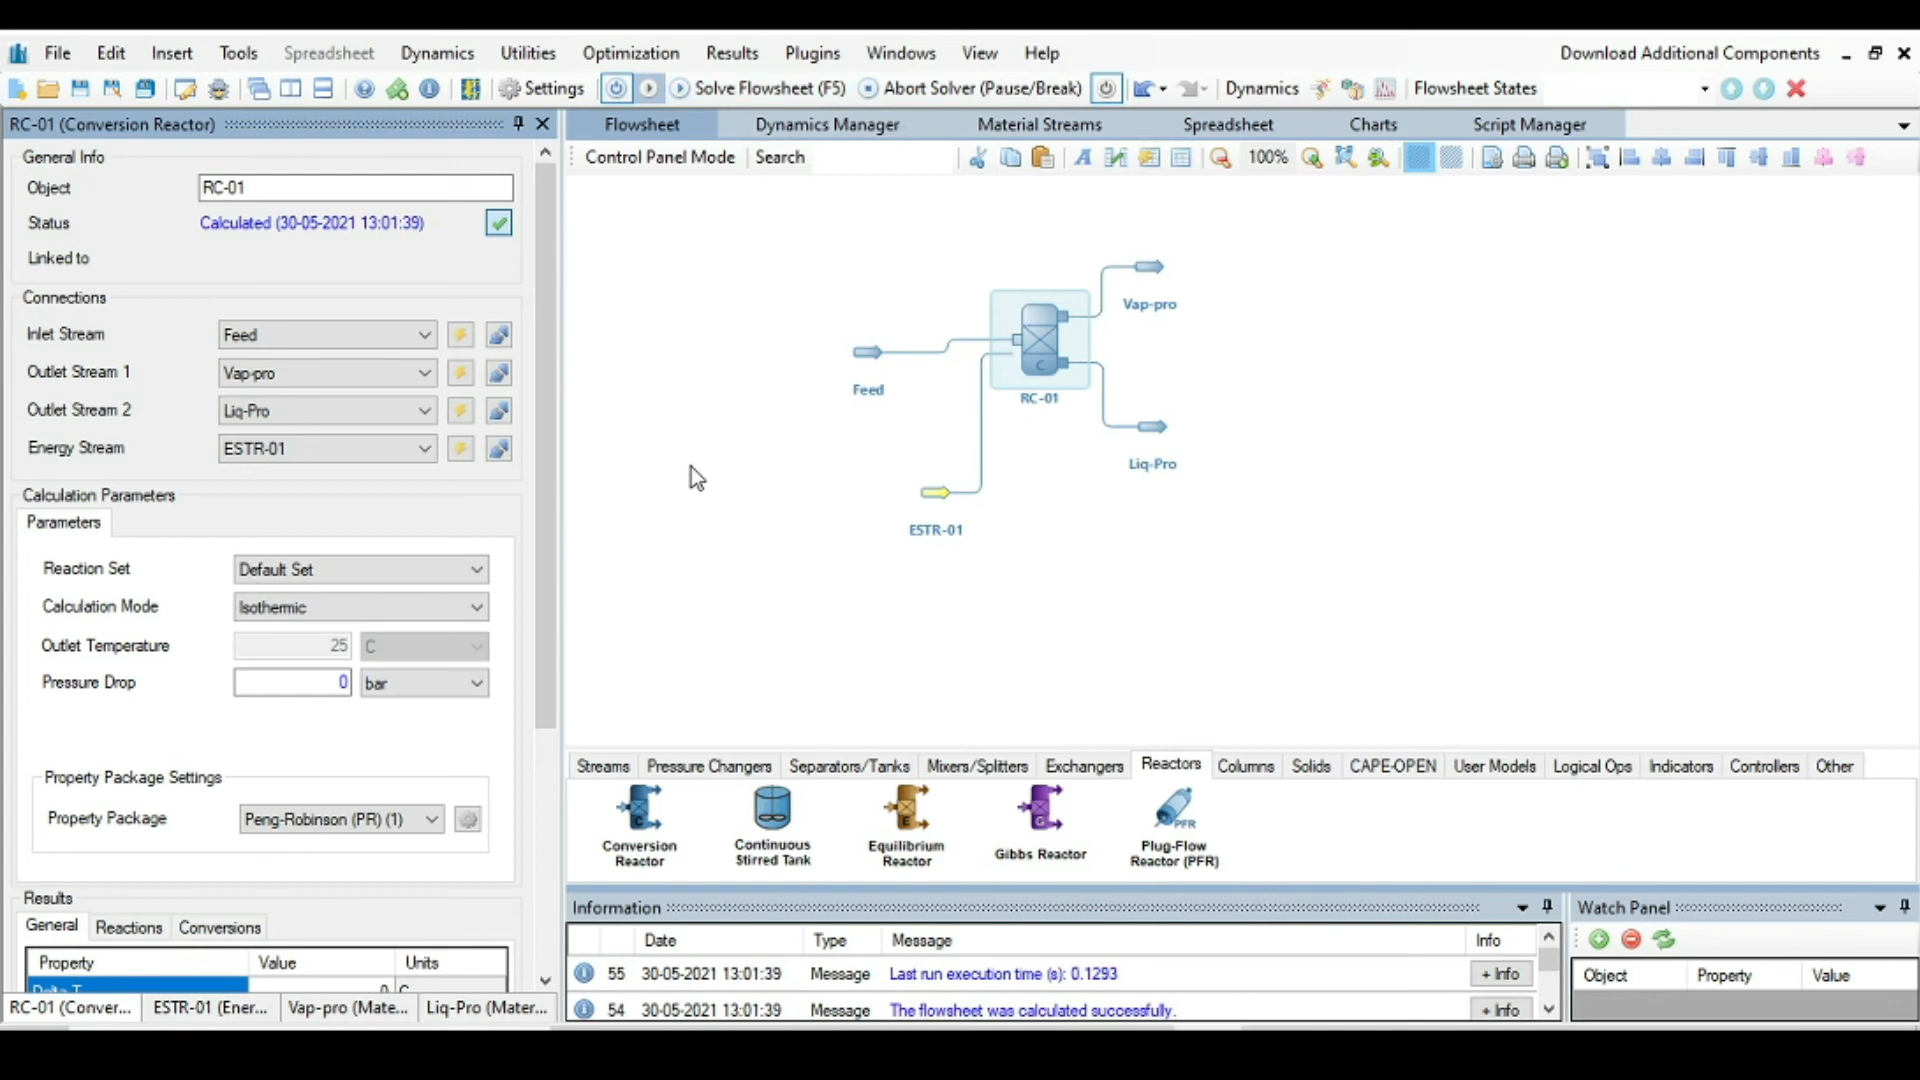 File Edit Insert Tools Spreadsheet Dynamics Utilities Optimization Results Plugins Windows View Help Download Additional Components
Settings Solve Flowsheet (F5) Abort Solver (Pause/Break) Dynamics Flowsheet States
RC-01 (Conversion Reactor)
General Info
Object RC-01
Status Calculated (30-05-2021 13:01:39)
Linked to
Connections
Inlet Stream Feed
Outlet Stream 1 Vap-pro
Outlet Stream 2 Liq-Pro
Energy Stream ESTR-01
Calculation Parameters
Parameters
Reaction Set Default Set
Calculation Mode Isothermic
Outlet Temperature 25 C
Pressure Drop 0 bar
Property Package Settings
Property Package Peng-Robinson (PR) (1)
Results
General Reactions Conversions
Property Value Units
Delta T 0 C
RC-01 (Conver... ESTR-01 (Ener... Vap-pro (Mate... Liq-Pro (Mater...
Flowsheet Dynamics Manager Material Streams Spreadsheet Charts Script Manager
Control Panel Mode Search 100%
Vap-pro
Feed
C
RC-01
Liq-Pro
ESTR-01
Streams Pressure Changers Separators/Tanks Mixers/Splitters Exchangers Reactors Columns Solids CAPE-OPEN User Models Logical Ops Indicators Controllers Other
C E G PFR
Conversion Reactor
Continuous Stirred Tank
Equilibrium Reactor
Gibbs Reactor
Plug-Flow Reactor (PFR)
Information
Date Type Message Info
55 30-05-2021 13:01:39 Message Last run execution time (s): 0.1293 + Info
54 30-05-2021 13:01:39 Message The flowsheet was calculated successfully. + Info
Watch Panel
Object Property Value